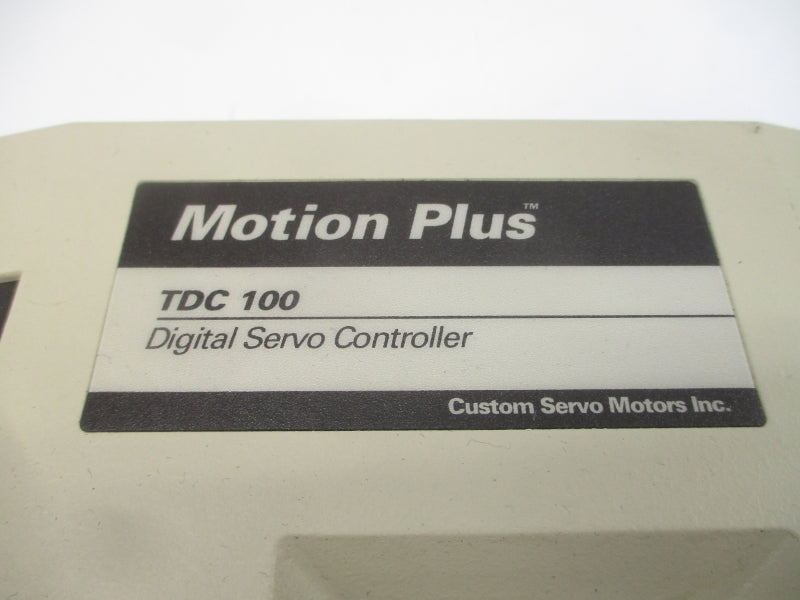 Motion Plus™
TDC 100
Digital Servo Controller
Custom Servo Motors Inc.